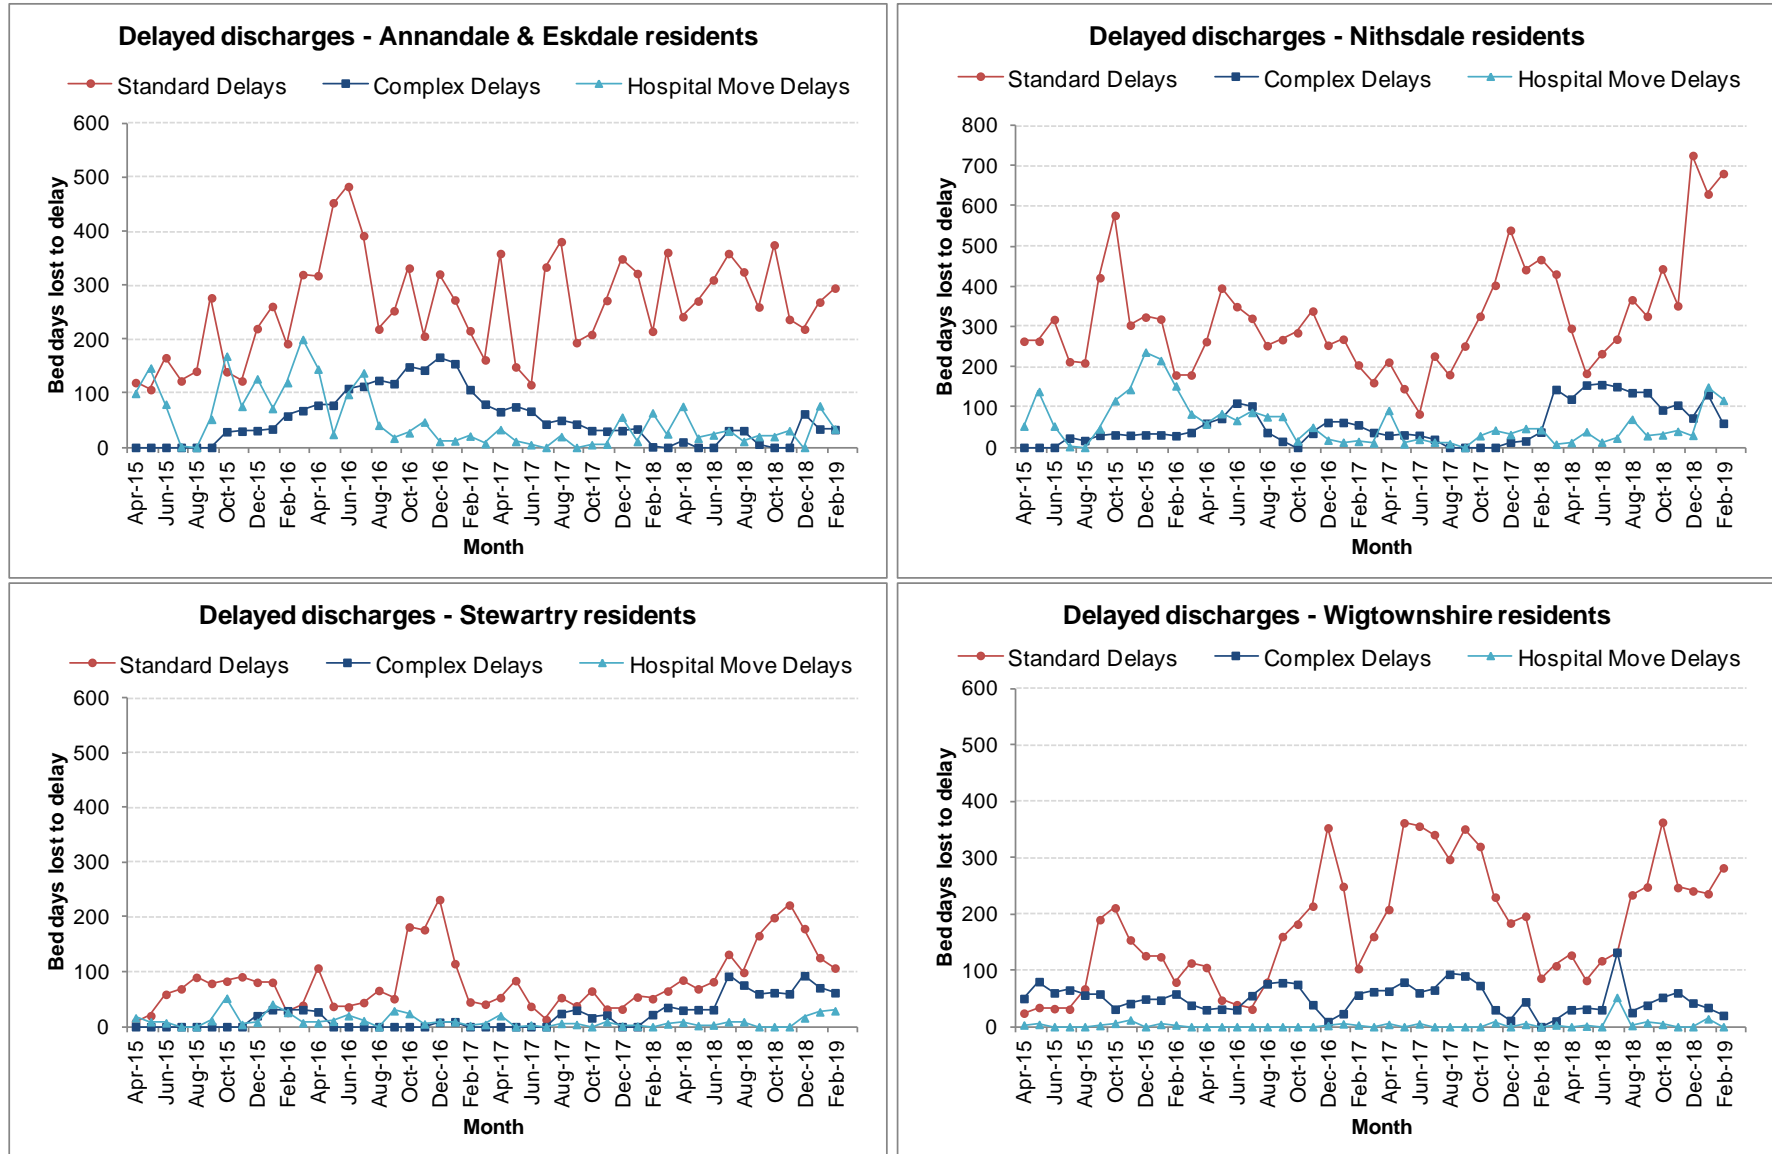 Delayed discharges - Annandale & Eskdale residents
Standard Delays Complex Delays Hospital Move Delays
600
500
400
300
200
100
0
Bed days lost to delay
Apr-15 Jun-15 Aug-15 Oct-15 Dec-15 Feb-16 Apr-16 Jun-16 Aug-16 Oct-16 Dec-16 Feb-17 Apr-17 Jun-17 Aug-17 Oct-17 Dec-17 Feb-18 Apr-18 Jun-18 Aug-18 Oct-18 Dec-18 Feb-19
Month
Delayed discharges - Nithsdale residents
Standard Delays Complex Delays Hospital Move Delays
800
700
600
500
400
300
200
100
0
Bed days lost to delay
Apr-15 Jun-15 Aug-15 Oct-15 Dec-15 Feb-16 Apr-16 Jun-16 Aug-16 Oct-16 Dec-16 Feb-17 Apr-17 Jun-17 Aug-17 Oct-17 Dec-17 Feb-18 Apr-18 Jun-18 Aug-18 Oct-18 Dec-18 Feb-19
Month
Delayed discharges - Stewartry residents
Standard Delays Complex Delays Hospital Move Delays
600
500
400
300
200
100
0
Bed days lost to delay
Apr-15 Jun-15 Aug-15 Oct-15 Dec-15 Feb-16 Apr-16 Jun-16 Aug-16 Oct-16 Dec-16 Feb-17 Apr-17 Jun-17 Aug-17 Oct-17 Dec-17 Feb-18 Apr-18 Jun-18 Aug-18 Oct-18 Dec-18 Feb-19
Month
Delayed discharges - Wigtownshire residents
Standard Delays Complex Delays Hospital Move Delays
600
500
400
300
200
100
0
Bed days lost to delay
Apr-15 Jun-15 Aug-15 Oct-15 Dec-15 Feb-16 Apr-16 Jun-16 Aug-16 Oct-16 Dec-16 Feb-17 Apr-17 Jun-17 Aug-17 Oct-17 Dec-17 Feb-18 Apr-18 Jun-18 Aug-18 Oct-18 Dec-18 Feb-19
Month